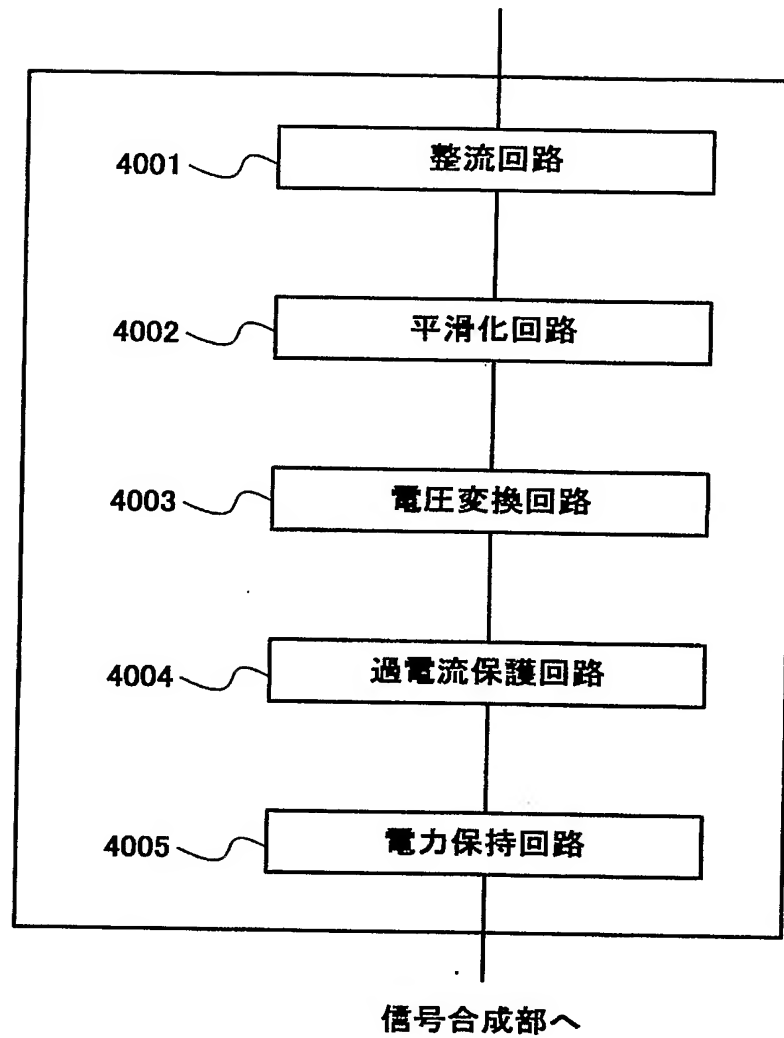 4001 整流回路
4002 平滑化回路
4003 電圧変換回路
4004 過電流保護回路
4005 電力保持回路
信号合成部へ